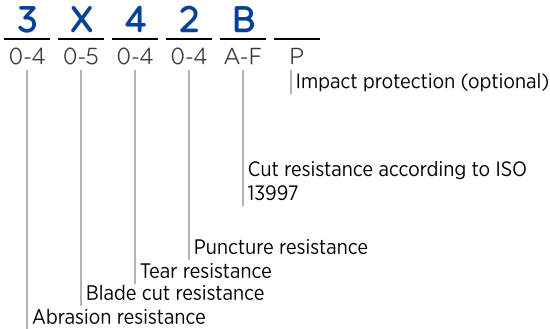 3 X 4 2 B
0-4 0-5 0-4 0-4 A-F P
Impact protection (optional)
Cut resistance according to ISO
13997
Puncture resistance
Tear resistance
Blade cut resistance
Abrasion resistance